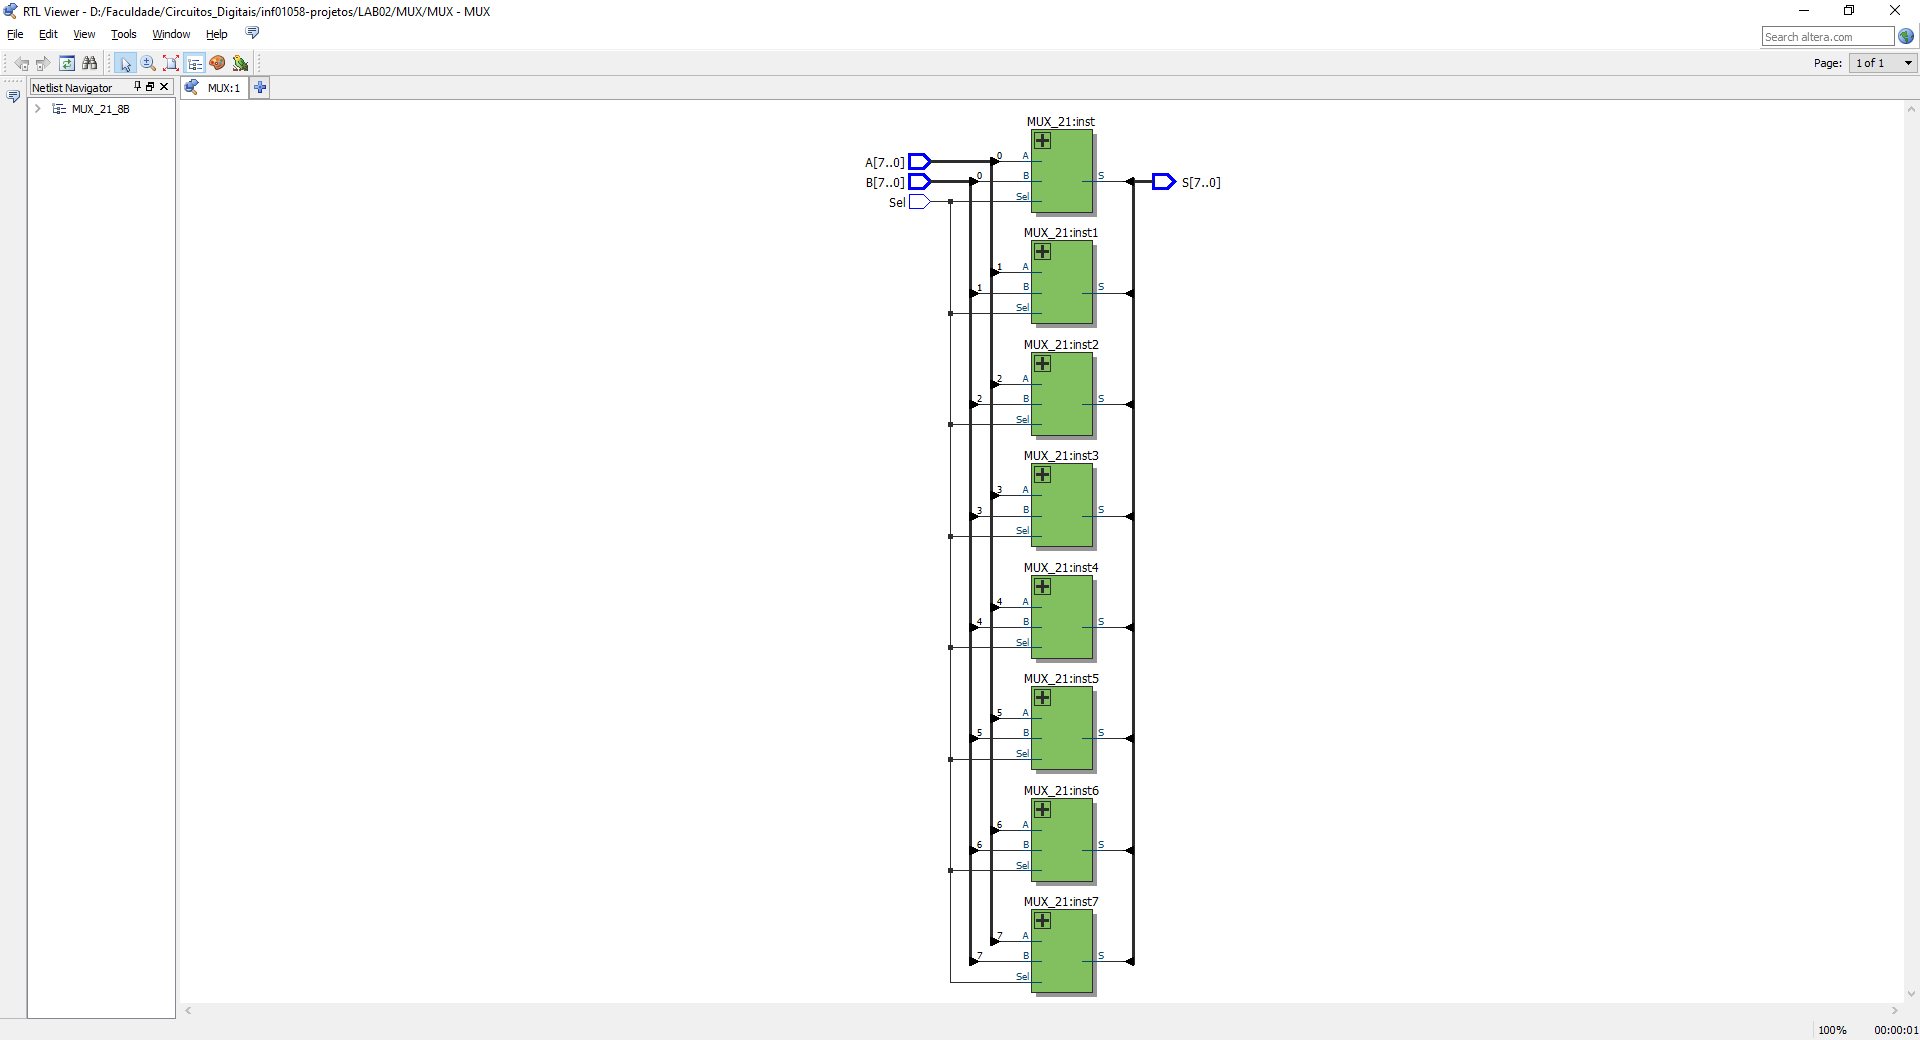 RTL Viewer - D:/Faculdade/Circuitos_Digitais/inf01058-projetos/LAB02/MUX/MUX - MUX
File Edit View Tools Window Help
Search altera.com
Page: 1 of 1
Netlist Navigator
MUX:1
MUX_21_8B
MUX_21:inst
A[7..0] 0 A
B[7..0] 0 B S S[7..0]
Sel Sel
MUX_21:inst1
1 A
1 B S
Sel
MUX_21:inst2
2 A
2 B S
Sel
MUX_21:inst3
3 A
3 B S
Sel
MUX_21:inst4
4 A
4 B S
Sel
MUX_21:inst5
5 A
5 B S
Sel
MUX_21:inst6
6 A
6 B S
Sel
MUX_21:inst7
7 A
7 B S
Sel
100% 00:00:01